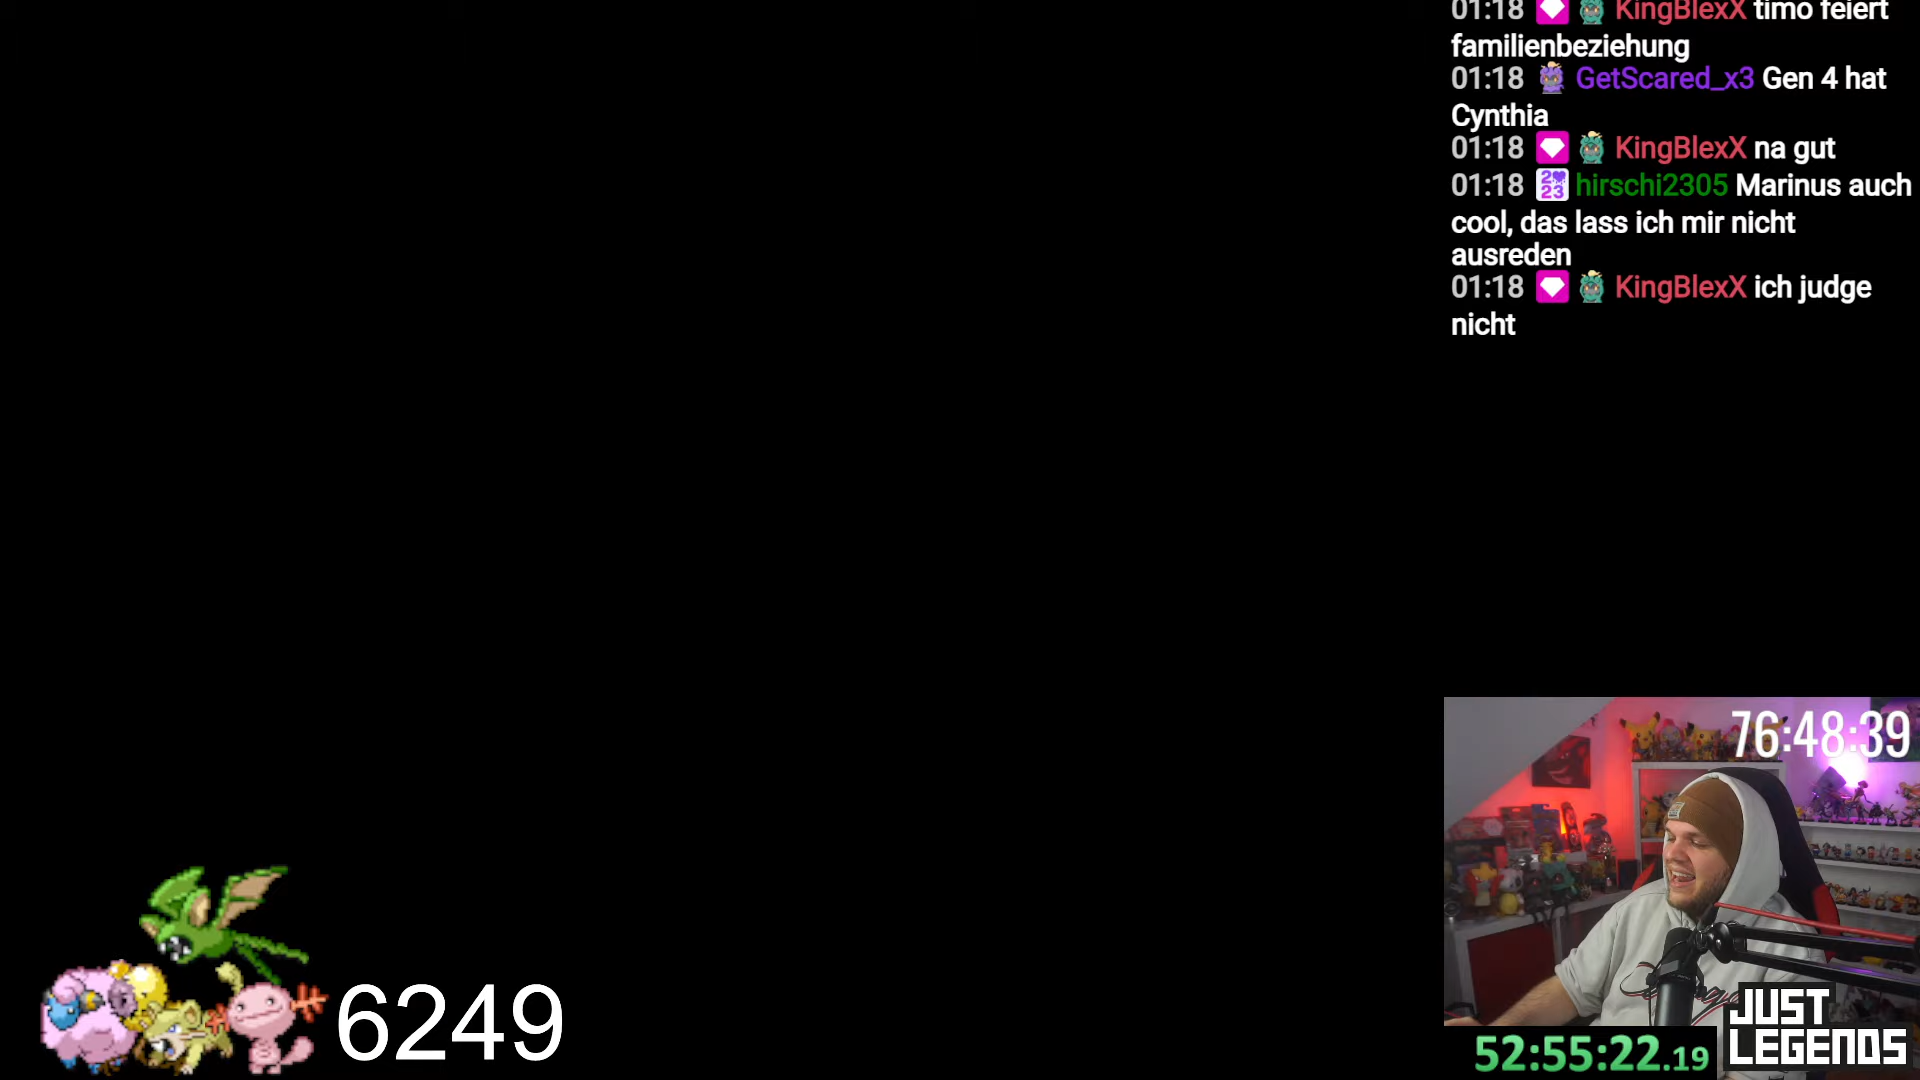 01:18 KingBlexX timo feiert
familienbeziehung
01:18 GetScared_x3 Gen 4 hat
Cynthia
01:18 KingBlexX na gut
01:18 hirschi2305 Marinus auch
cool, das lass ich mir nicht
ausreden
01:18 KingBlexX ich judge
nicht
76:48:39
6249
52:55:22.19
JUST
LEGENDS